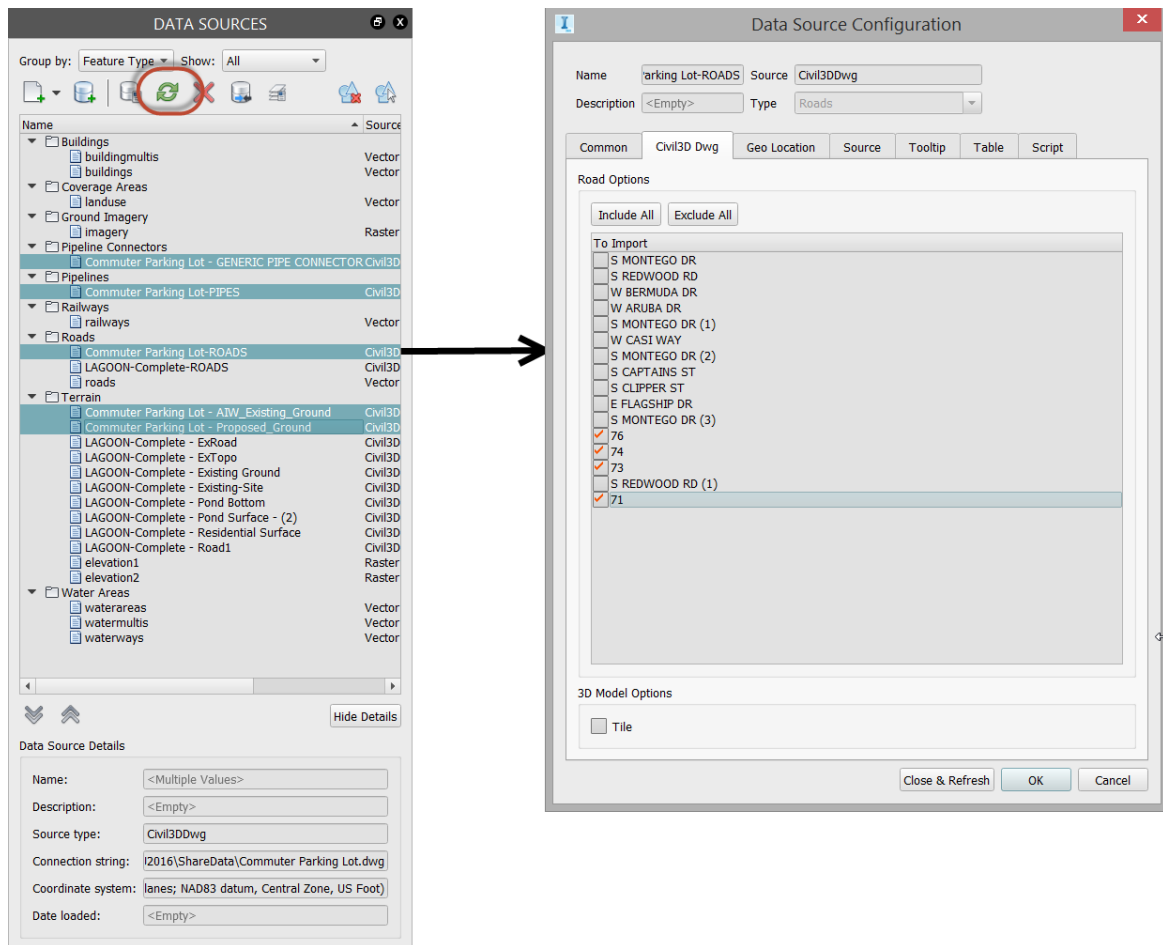 DATA SOURCES
Group by: Feature Type Show: All
Name Source
Buildings
buildingmultis Vector
buildings Vector
Coverage Areas
landuse Vector
Ground Imagery
imagery Raster
Pipeline Connectors
Commuter Parking Lot - GENERIC PIPE CONNECTOR Civil3D
Pipelines
Commuter Parking Lot-PIPES Civil3D
Railways
railways Vector
Roads
Commuter Parking Lot-ROADS Civil3D
LAGOON-Complete-ROADS Civil3D
roads Vector
Terrain
Commuter Parking Lot - AIW_Existing_Ground Civil3D
Commuter Parking Lot - Proposed_Ground Civil3D
LAGOON-Complete - ExRoad Civil3D
LAGOON-Complete - ExTopo Civil3D
LAGOON-Complete - Existing Ground Civil3D
LAGOON-Complete - Existing-Site Civil3D
LAGOON-Complete - Pond Bottom Civil3D
LAGOON-Complete - Pond Surface - (2) Civil3D
LAGOON-Complete - Residential Surface Civil3D
LAGOON-Complete - Road1 Civil3D
elevation1 Raster
elevation2 Raster
Water Areas
waterareas Vector
watermultis Vector
waterways Vector
Hide Details
Data Source Details
Name: <Multiple Values>
Description: <Empty>
Source type: Civil3DDwg
Connection string: !2016\ShareData\Commuter Parking Lot.dwg
Coordinate system: lanes; NAD83 datum, Central Zone, US Foot)
Date loaded: <Empty>
Data Source Configuration
Name arking Lot-ROADS Source Civil3DDwg
Description <Empty> Type Roads
Common Civil3D Dwg Geo Location Source Tooltip Table Script
Road Options
Include All Exclude All
To Import
S MONTEGO DR
S REDWOOD RD
W BERMUDA DR
W ARUBA DR
S MONTEGO DR (1)
W CASI WAY
S MONTEGO DR (2)
S CAPTAINS ST
S CLIPPER ST
E FLAGSHIP DR
S MONTEGO DR (3)
76
74
73
S REDWOOD RD (1)
71
3D Model Options
Tile
Close & Refresh OK Cancel